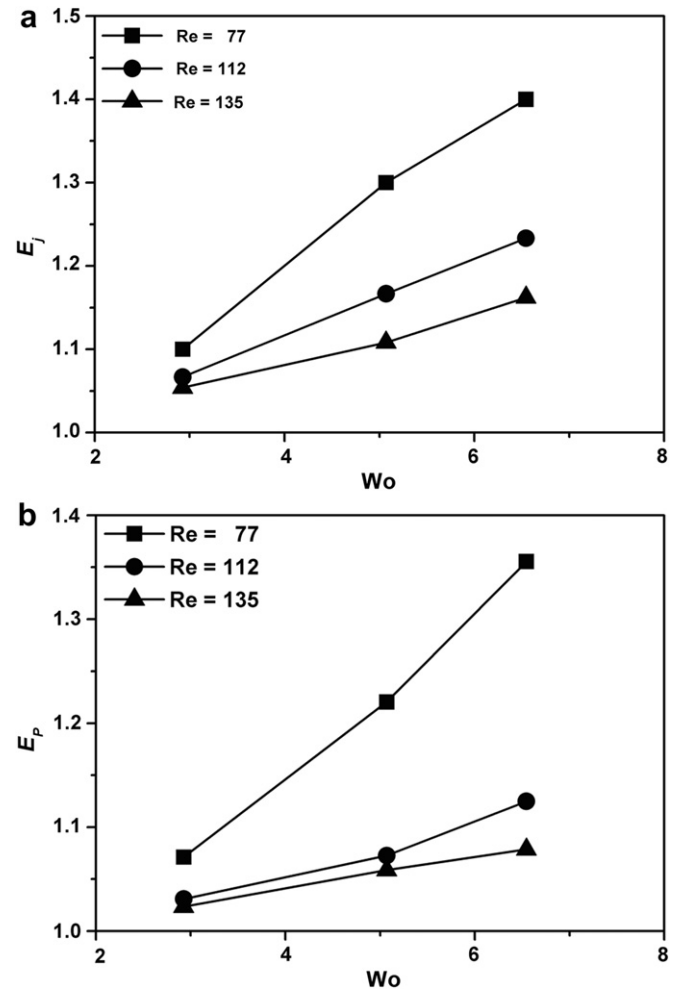 a
1.5
Re = 77
Re = 112
Re = 135
1.4
1.3
1.2
1.1
1.0
E_j
2 4 6 8
Wo
b
1.4
Re = 77
Re = 112
Re = 135
1.3
1.2
1.1
1.0
E_P
2 4 6 8
Wo